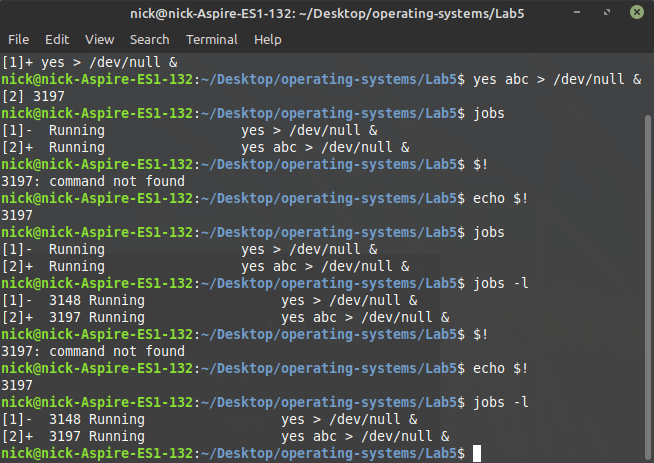 nick@nick-Aspire-ES1-132: ~/Desktop/operating-systems/Lab5
File Edit View Search Terminal Help
[1]+ yes > /dev/null &
nick@nick-Aspire-ES1-132:~/Desktop/operating-systems/Lab5$ yes abc > /dev/null &
[2] 3197
nick@nick-Aspire-ES1-132:~/Desktop/operating-systems/Lab5$ jobs
[1]-  Running                 yes > /dev/null &
[2]+  Running                 yes abc > /dev/null &
nick@nick-Aspire-ES1-132:~/Desktop/operating-systems/Lab5$ $!
3197: command not found
nick@nick-Aspire-ES1-132:~/Desktop/operating-systems/Lab5$ echo $!
3197
nick@nick-Aspire-ES1-132:~/Desktop/operating-systems/Lab5$ jobs
[1]-  Running                 yes > /dev/null &
[2]+  Running                 yes abc > /dev/null &
nick@nick-Aspire-ES1-132:~/Desktop/operating-systems/Lab5$ jobs -l
[1]-  3148 Running                 yes > /dev/null &
[2]+  3197 Running                 yes abc > /dev/null &
nick@nick-Aspire-ES1-132:~/Desktop/operating-systems/Lab5$ $!
3197: command not found
nick@nick-Aspire-ES1-132:~/Desktop/operating-systems/Lab5$ echo $!
3197
nick@nick-Aspire-ES1-132:~/Desktop/operating-systems/Lab5$ jobs -l
[1]-  3148 Running                 yes > /dev/null &
[2]+  3197 Running                 yes abc > /dev/null &
nick@nick-Aspire-ES1-132:~/Desktop/operating-systems/Lab5$